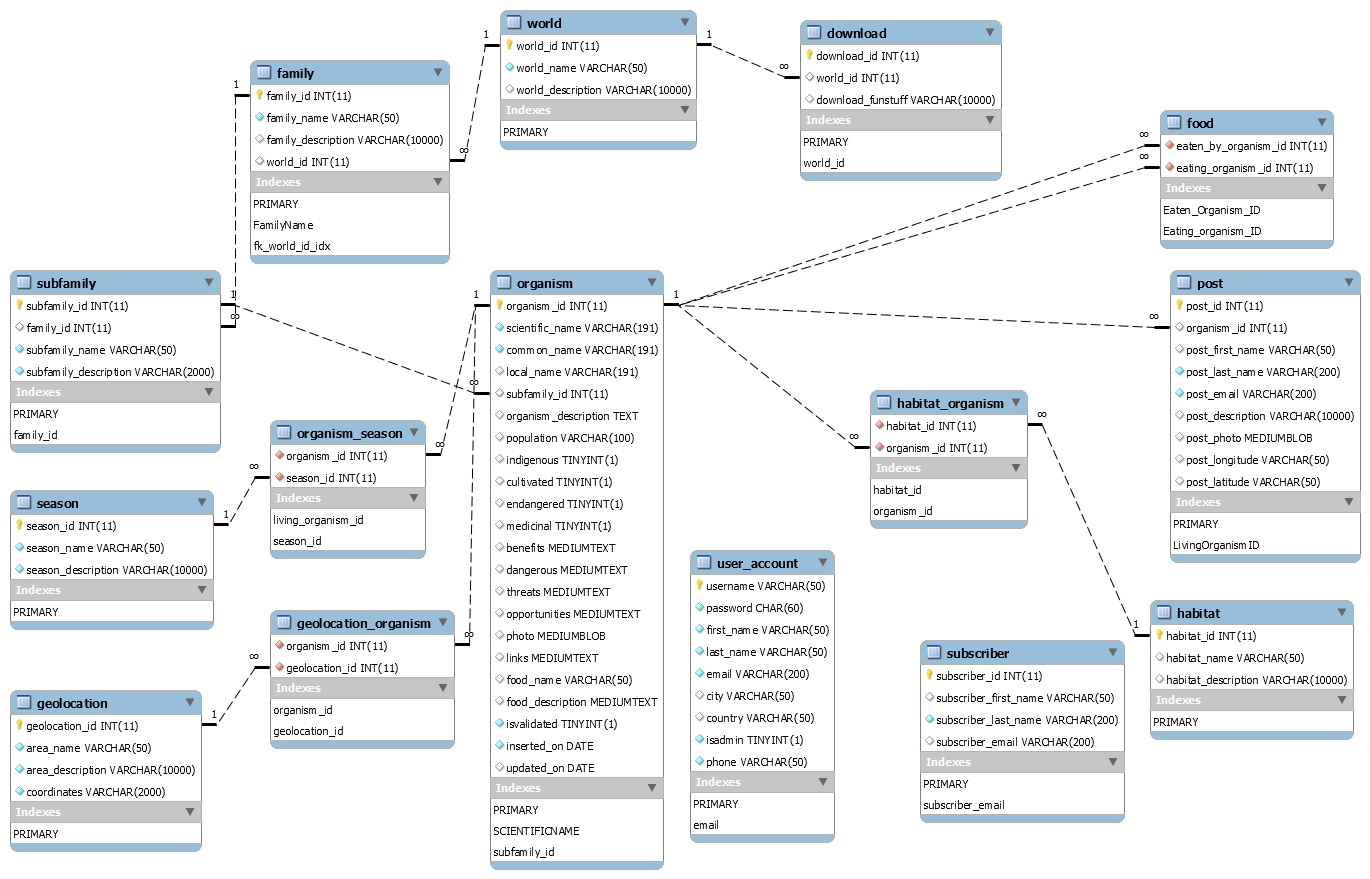 world
world_id INT(11)
world_name VARCHAR(50)
world_description VARCHAR(10000)
Indexes
PRIMARY
1
1
download
download_id INT(11)
world_id INT(11)
download_funstuff VARCHAR(10000)
Indexes
PRIMARY
world_id
∞
family
family_id INT(11)
family_name VARCHAR(50)
family_description VARCHAR(10000)
world_id INT(11)
Indexes
PRIMARY
FamilyName
fk_world_id_idx
1
∞
food
eaten_by_organism_id INT(11)
eating_organism_id INT(11)
Indexes
Eaten_Organism_ID
Eating_organism_ID
∞
∞
subfamily
subfamily_id INT(11)
family_id INT(11)
subfamily_name VARCHAR(50)
subfamily_description VARCHAR(2000)
Indexes
PRIMARY
family_id
1
∞
organism
organism_id INT(11)
scientific_name VARCHAR(191)
common_name VARCHAR(191)
local_name VARCHAR(191)
subfamily_id INT(11)
organism_description TEXT
population VARCHAR(100)
indigenous TINYINT(1)
cultivated TINYINT(1)
endangered TINYINT(1)
medicinal TINYINT(1)
benefits MEDIUMTEXT
dangerous MEDIUMTEXT
threats MEDIUMTEXT
opportunities MEDIUMTEXT
photo MEDIUMBLOB
links MEDIUMTEXT
food_name VARCHAR(50)
food_description MEDIUMTEXT
isvalidated TINYINT(1)
inserted_on DATE
updated_on DATE
Indexes
PRIMARY
SCIENTIFICNAME
subfamily_id
1
1
∞
post
post_id INT(11)
organism_id INT(11)
post_first_name VARCHAR(50)
post_last_name VARCHAR(200)
post_email VARCHAR(200)
post_description VARCHAR(10000)
post_photo MEDIUMBLOB
post_longitude VARCHAR(50)
post_latitude VARCHAR(50)
Indexes
PRIMARY
LivingOrganismID
∞
habitat_organism
habitat_id INT(11)
organism_id INT(11)
Indexes
habitat_id
organism_id
∞
∞
organism_season
organism_id INT(11)
season_id INT(11)
Indexes
living_organism_id
season_id
∞
∞
season
season_id INT(11)
season_name VARCHAR(50)
season_description VARCHAR(10000)
Indexes
PRIMARY
1
user_account
username VARCHAR(50)
password CHAR(60)
first_name VARCHAR(50)
last_name VARCHAR(50)
email VARCHAR(200)
city VARCHAR(50)
country VARCHAR(50)
isadmin TINYINT(1)
phone VARCHAR(50)
Indexes
PRIMARY
email
geolocation_organism
organism_id INT(11)
geolocation_id INT(11)
Indexes
organism_id
geolocation_id
∞
∞
habitat
habitat_id INT(11)
habitat_name VARCHAR(50)
habitat_description VARCHAR(10000)
Indexes
PRIMARY
1
subscriber
subscriber_id INT(11)
subscriber_first_name VARCHAR(50)
subscriber_last_name VARCHAR(200)
subscriber_email VARCHAR(200)
Indexes
PRIMARY
subscriber_email
geolocation
geolocation_id INT(11)
area_name VARCHAR(50)
area_description VARCHAR(10000)
coordinates VARCHAR(2000)
Indexes
PRIMARY
1